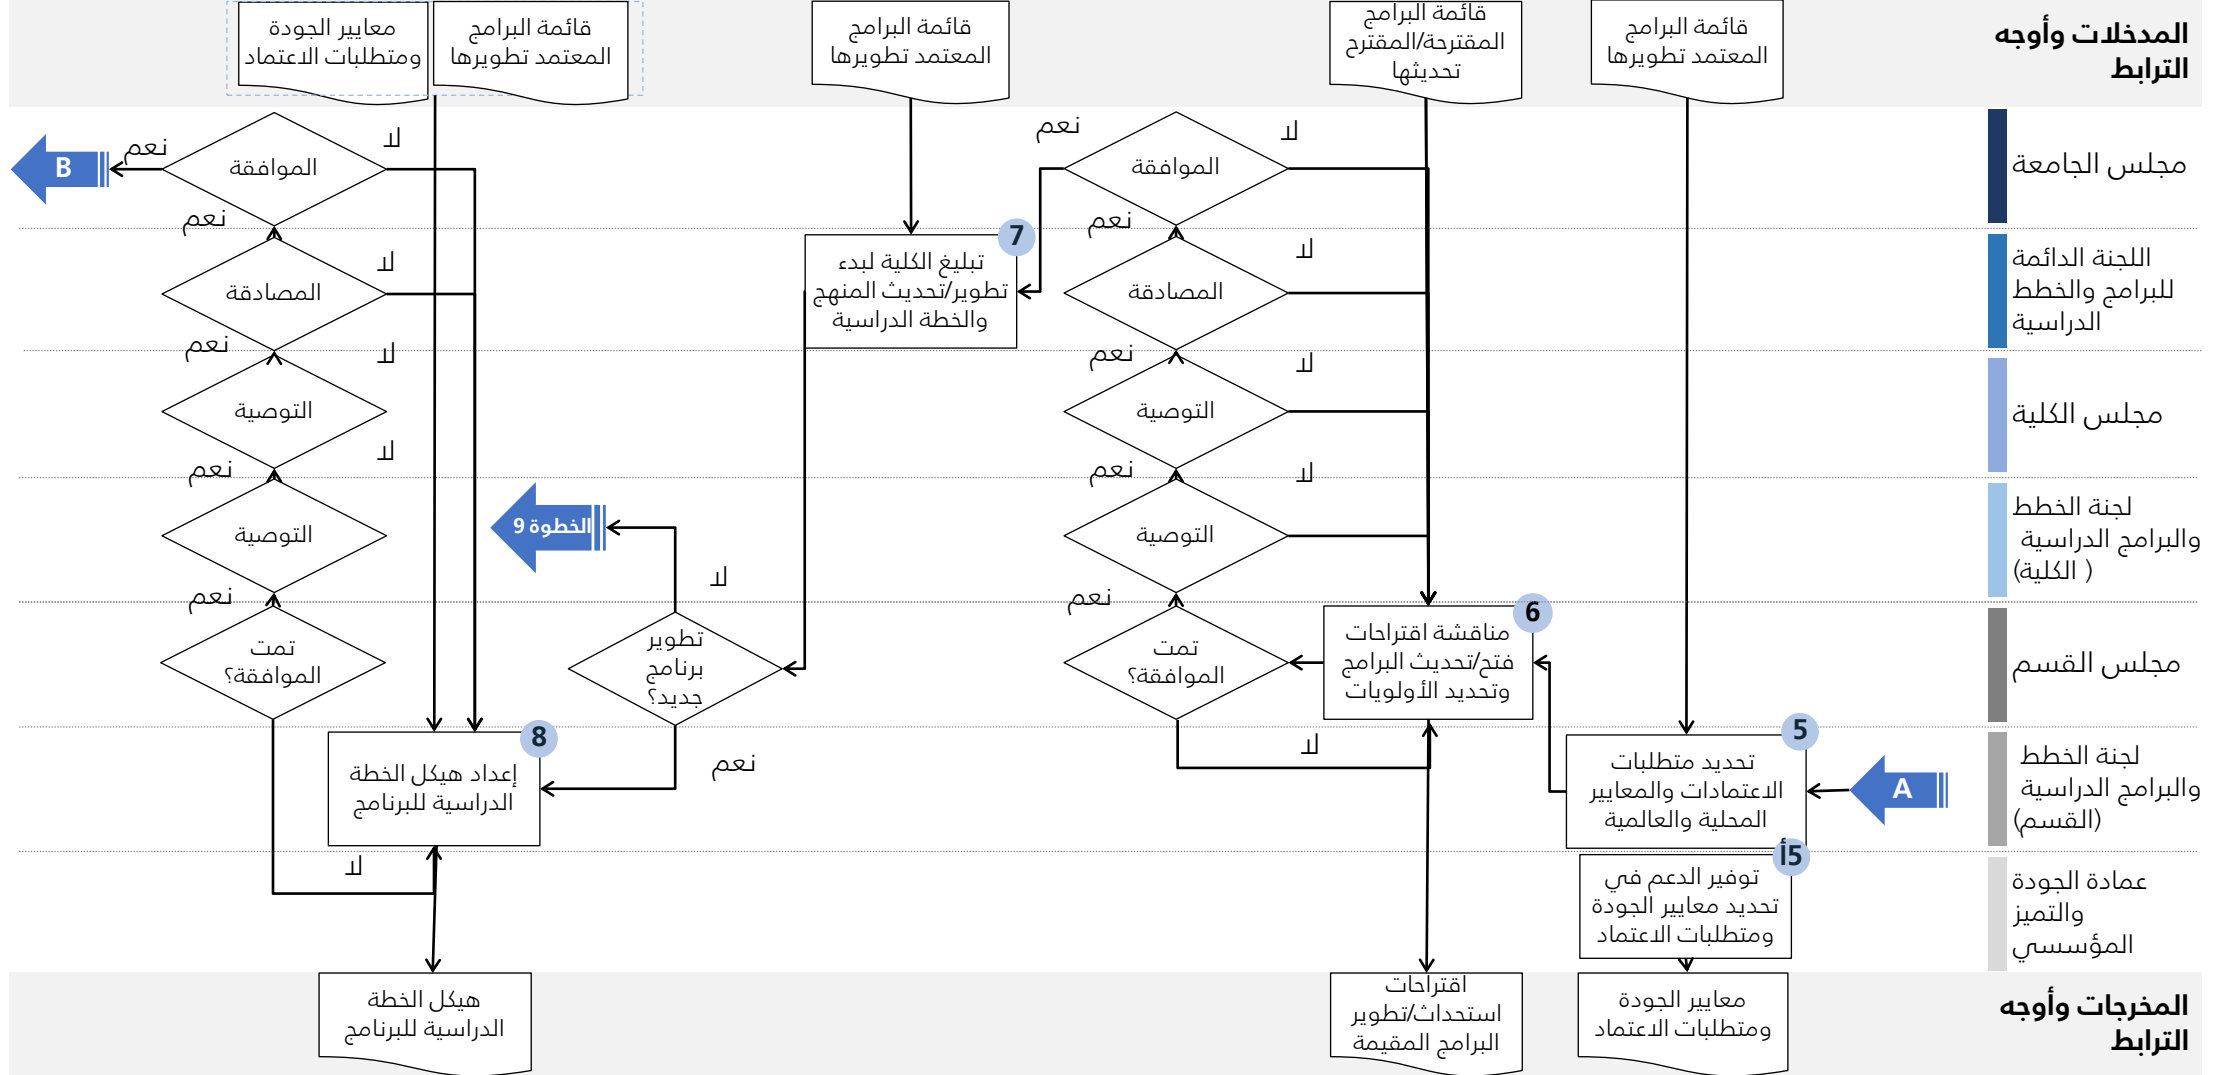 المدخلات وأوجه
الترابط
قائمة البرامج
المعتمد تطويرها
قائمة البرامج
المقترحة/المقترح
تحديثها
قائمة البرامج
المعتمد تطويرها
قائمة البرامج
المعتمد تطويرها
معايير الجودة
ومتطلبات الاعتماد
مجلس الجامعة
لا
الموافقة
نعم
لا
الموافقة
نعم
B
اللجنة الدائمة
للبرامج والخطط
الدراسية
نعم
لا
المصادقة
7
تبليغ الكلية لبدء
تطوير/تحديث المنهج
والخطة الدراسية
نعم
لا
المصادقة
مجلس الكلية
نعم
لا
التوصية
نعم
لا
التوصية
لجنة الخطط
والبرامج الدراسية
( الكلية)
نعم
لا
التوصية
الخطوة 9
نعم
لا
التوصية
مجلس القسم
6
مناقشة اقتراحات
فتح/تحديث البرامج
وتحديد الأولويات
نعم
تمت
الموافقة؟
لا
لا
تطوير
برنامج
جديد؟
نعم
نعم
تمت
الموافقة؟
لا
لجنة الخطط
والبرامج الدراسية
(القسم)
A
5
تحديد متطلبات
الاعتمادات والمعايير
المحلية والعالمية
8
إعداد هيكل الخطة
الدراسية للبرنامج
عمادة الجودة
والتميز
المؤسسي
5أ
توفير الدعم في
تحديد معايير الجودة
ومتطلبات الاعتماد
المخرجات وأوجه
الترابط
معايير الجودة
ومتطلبات الاعتماد
اقتراحات
استحداث/تطوير
البرامج المقيمة
هيكل الخطة
الدراسية للبرنامج